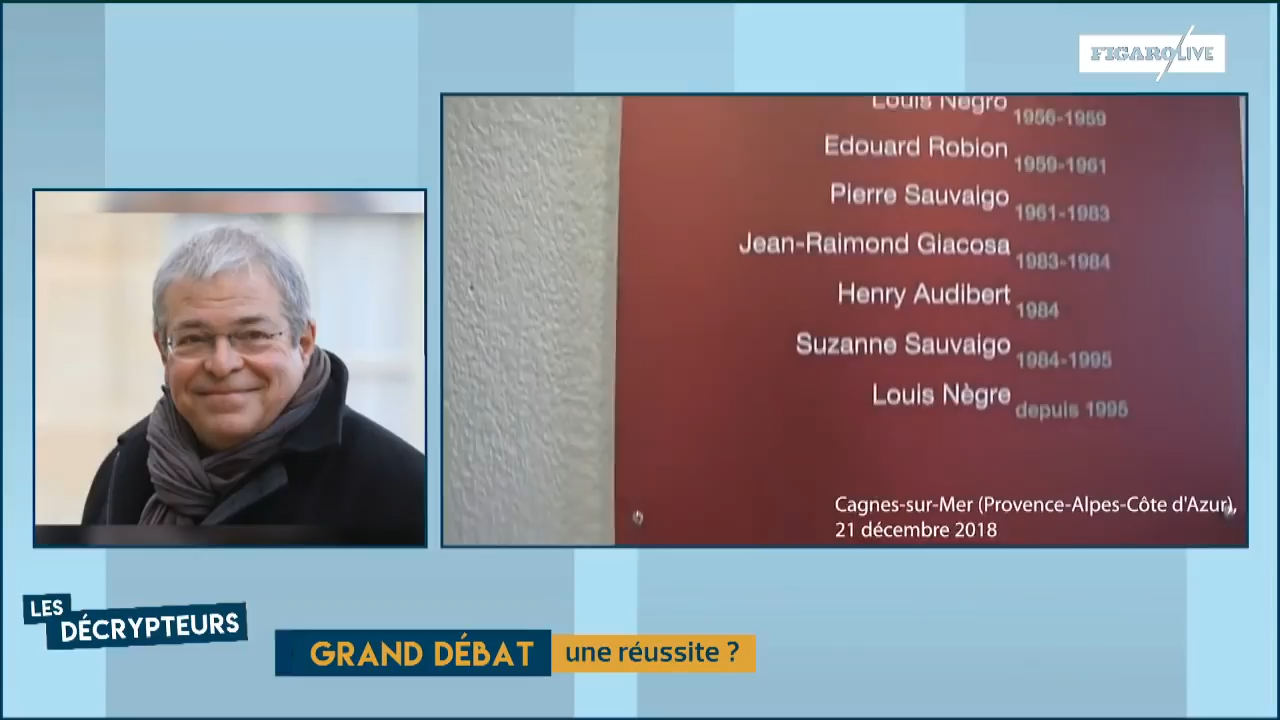 FIGARO LIVE
Louis Negro
1956-1959
Edouard Robion
1959-1961
Pierre Sauvaigo
1961-1983
Jean-Raimond Giacosa
1983-1984
Henry Audibert
1984
Suzanne Sauvaigo
1984-1995
Louis Nègre
depuis 1995
Cagnes-sur-Mer (Provence-Alpes-Côte d'Azur),
21 décembre 2018
LES
DÉCRYPTEURS
GRAND DÉBAT une réussite ?